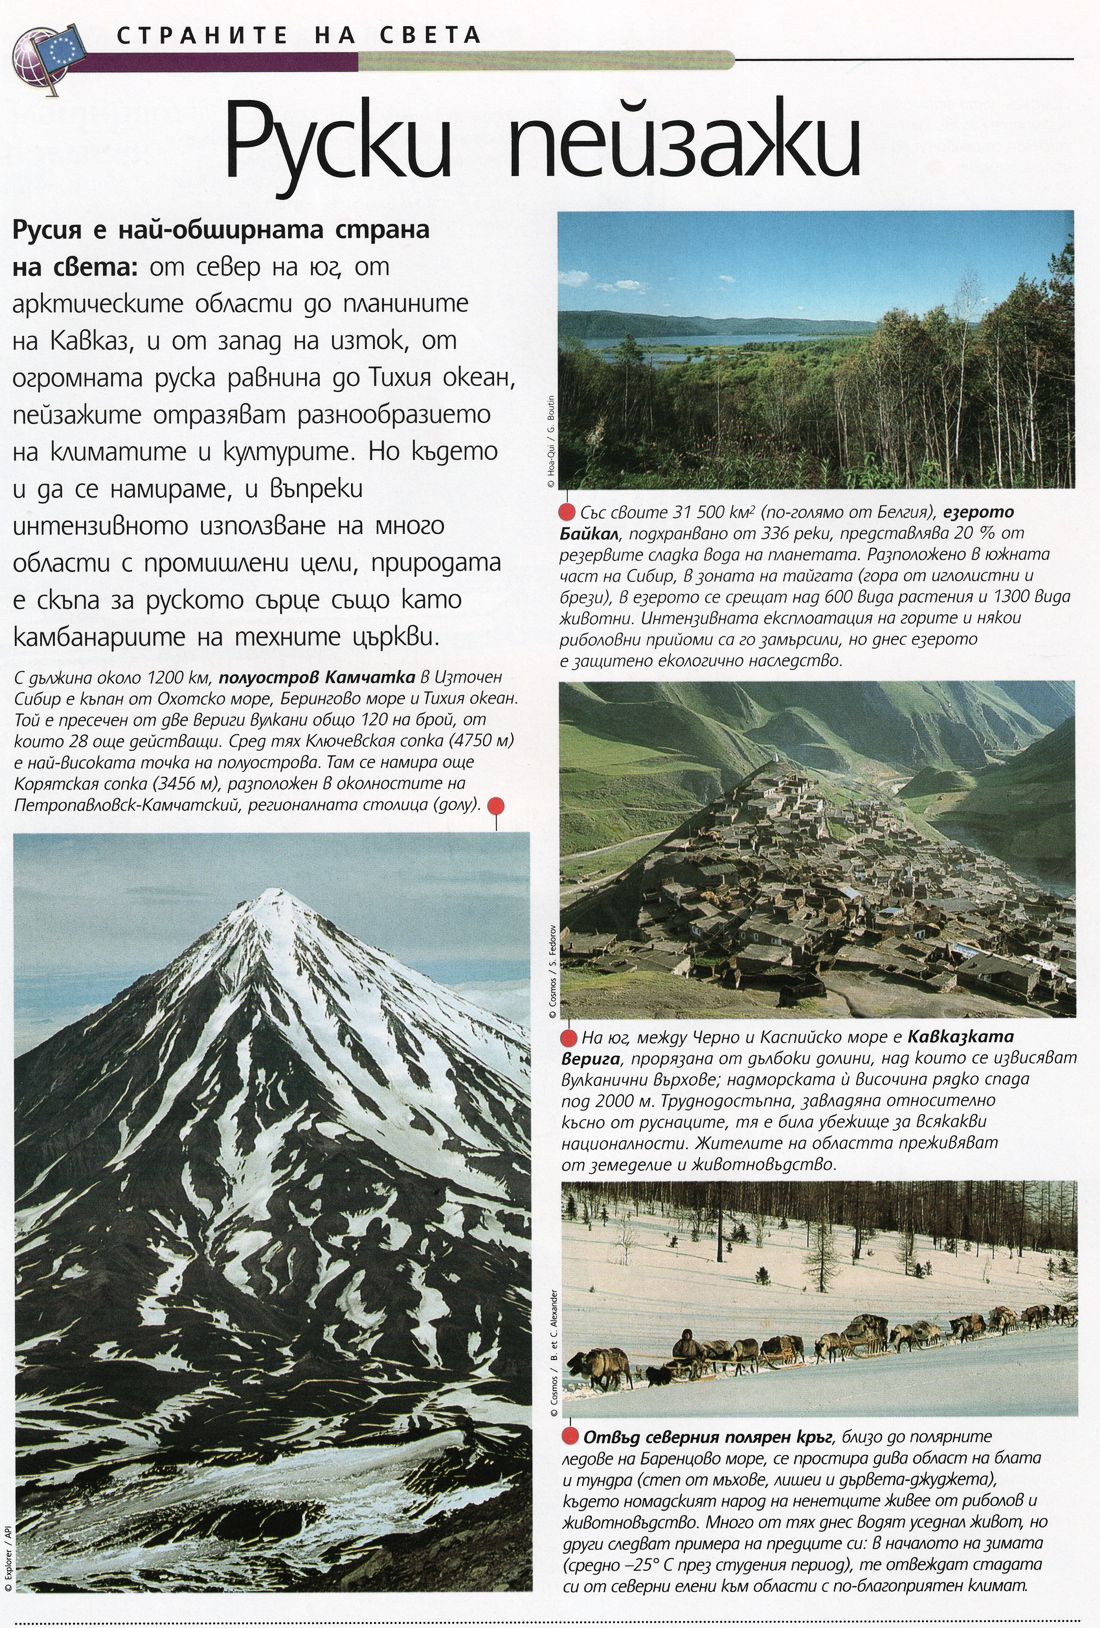 СТРАНИТЕ НА СВЕТА
Руски пейзажи
Русия е най-обширната страна
на света: от север на юг, от
арктическите области до планините
на Кавказ, и от запад на изток, от
огромната руска равнина до Тихия океан,
пейзажите отразяват разнообразието
на климатите и културите. Но където
и да се намираме, и въпреки
интензивното използване на много
области с промишлени цели, природата
е скъпа за руското сърце също като
камбанариите на техните църкви.
С дължина около 1200 км, полуостров Камчатка в Източен
Сибир е къпан от Охотско море, Берингово море и Тихия океан.
Той е пресечен от две вериги вулкани общо 120 на брой, от
които 28 още действащи. Сред тях Ключевская сопка (4750 м)
е най-високата точка на полуострова. Там се намира още
Корятская сопка (3456 м), разположен в околностите на
Петропавловск-Камчатский, регионалната столица (долу).
© Explorer / API
© Hoa-Qui / G. Boutin
Със своите 31 500 км² (по-голямо от Белгия), езерото
Байкал, подхранвано от 336 реки, представлява 20 % от
резервите сладка вода на планетата. Разположено в южната
част на Сибир, в зоната на тайгата (гора от иглолистни и
брези), в езерото се срещат над 600 вида растения и 1300 вида
животни. Интензивната експлоатация на горите и някои
риболовни прийоми са го замърсили, но днес езерото
е защитено екологично наследство.
© Cosmos / S. Fedorov
На юг, между Черно и Каспийско море е Кавказката
верига, прорязана от дълбоки долини, над които се извисяват
вулканични върхове; надморската ѝ височина рядко спада
под 2000 м. Труднодостъпна, завладяна относително
късно от руснаците, тя е била убежище за всякакви
националности. Жителите на областта преживяват
от земеделие и животновъдство.
© Cosmos / B. et C. Alexander
Отвъд северния полярен кръг, близо до полярните
ледове на Баренцово море, се простира дива област на блата
и тундра (степ от мъхове, лишеи и дървета-джуджета),
където номадският народ на ненетците живее от риболов и
животновъдство. Много от тях днес водят уседнал живот, но
други следват примера на предците си: в началото на зимата
(средно –25° C през студения период), те отвеждат стадата
си от северни елени към области с по-благоприятен климат.